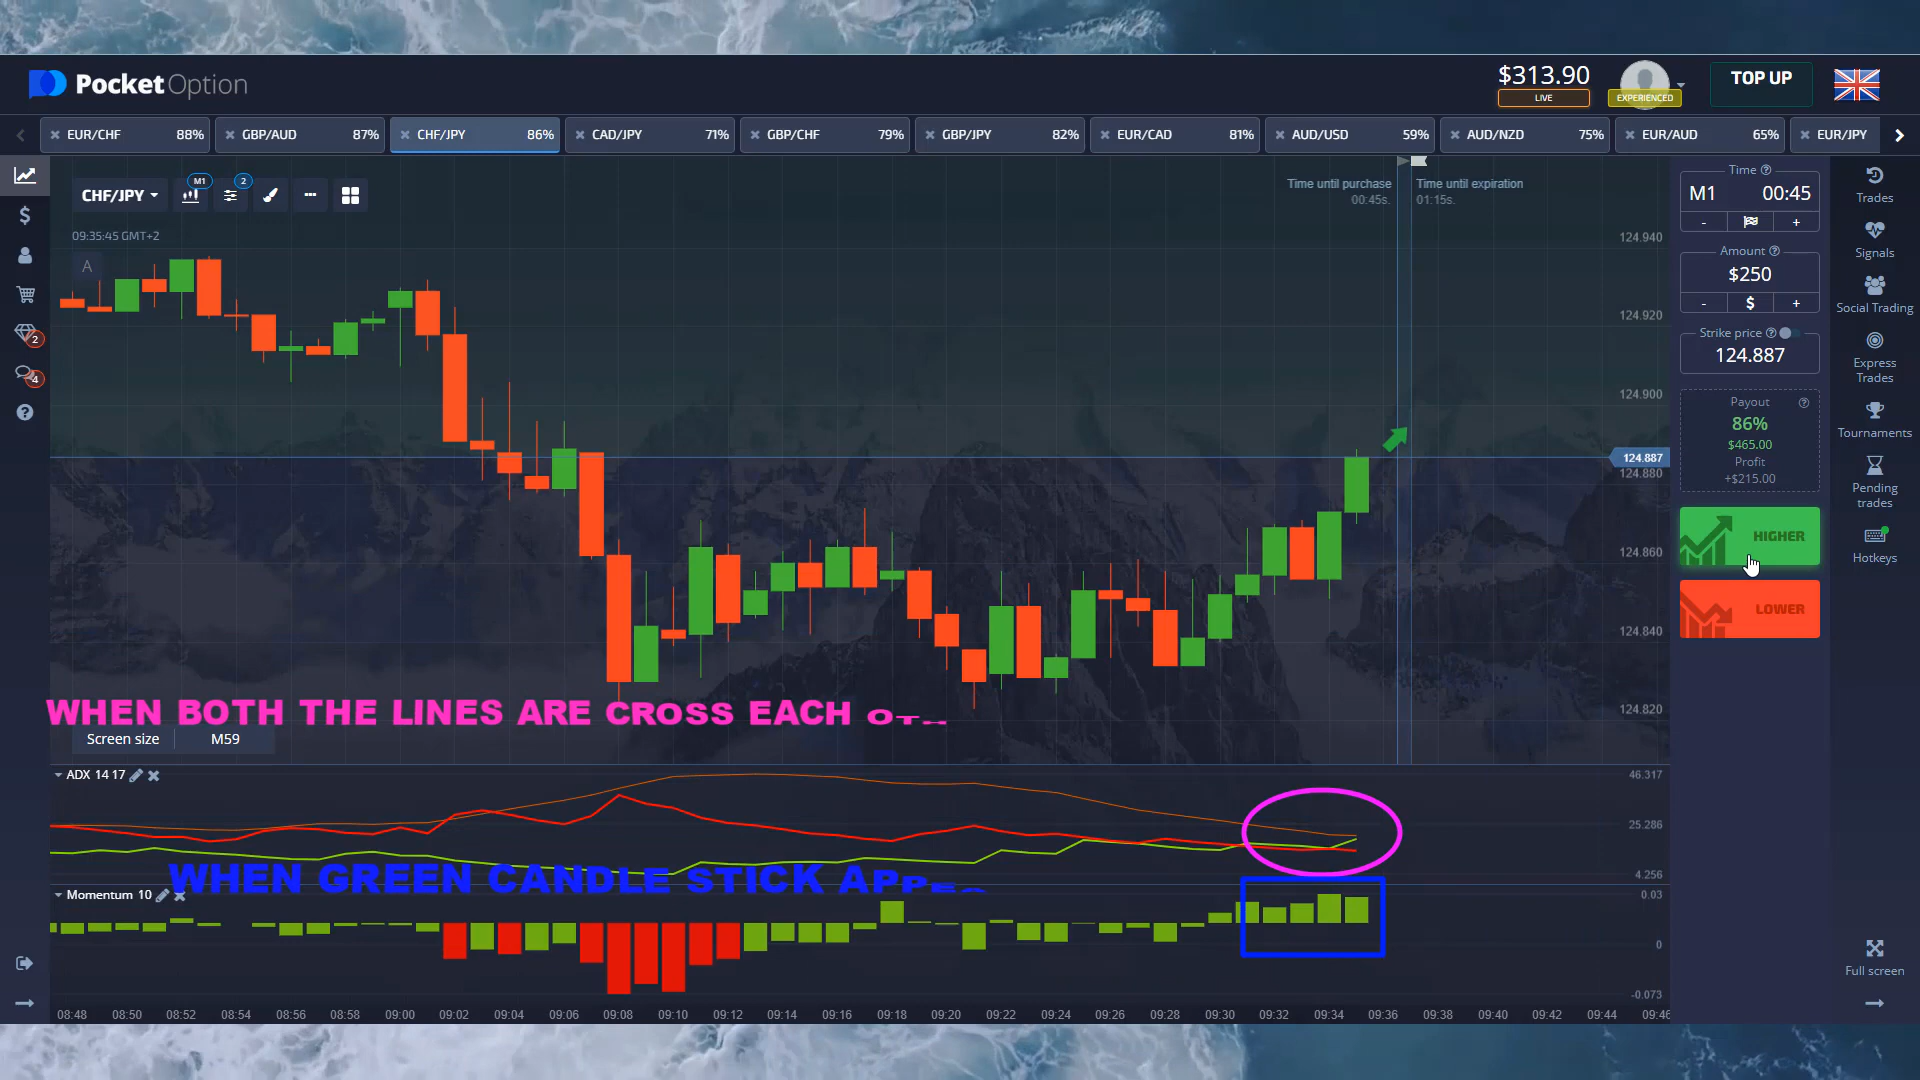 PocketOption
$313.90
LIVE
EXPERIENCED
TOP UP
EUR/CHF 88%
GBP/AUD 87%
CHF/JPY 86%
CAD/JPY 71%
GBP/CHF 79%
GBP/JPY 82%
EUR/CAD 81%
AUD/USD 59%
AUD/NZD 75%
EUR/AUD 65%
EUR/JPY
CHF/JPY
M1
2
09:35:45 GMT+2
A
Time until purchase
00:45s.
Time until expiration
01:15s.
124.940
124.920
124.900
124.887
124.880
124.860
124.840
124.820
Time
M1 00:45
- +
Amount
$250
- $ +
Strike price
124.887
Payout
86%
$465.00
Profit
+$215.00
HIGHER
LOWER
Trades
Signals
Social Trading
Express
Trades
Tournaments
Pending
trades
Hotkeys
Full screen
2
4
WHEN BOTH THE LINES ARE CROSS EACH
Screen size M59
ADX 14 17
46.317
25.286
4.256
WHEN GREEN CANDLE STICK
Momentum 10
0.03
0
-0.073
08:48 08:50 08:52 08:54 08:56 08:58 09:00 09:02 09:04 09:06 09:08 09:10 09:12 09:14 09:16 09:18 09:20 09:22 09:24 09:26 09:28 09:30 09:32 09:34 09:36 09:38 09:40 09:42 09:44 09:46